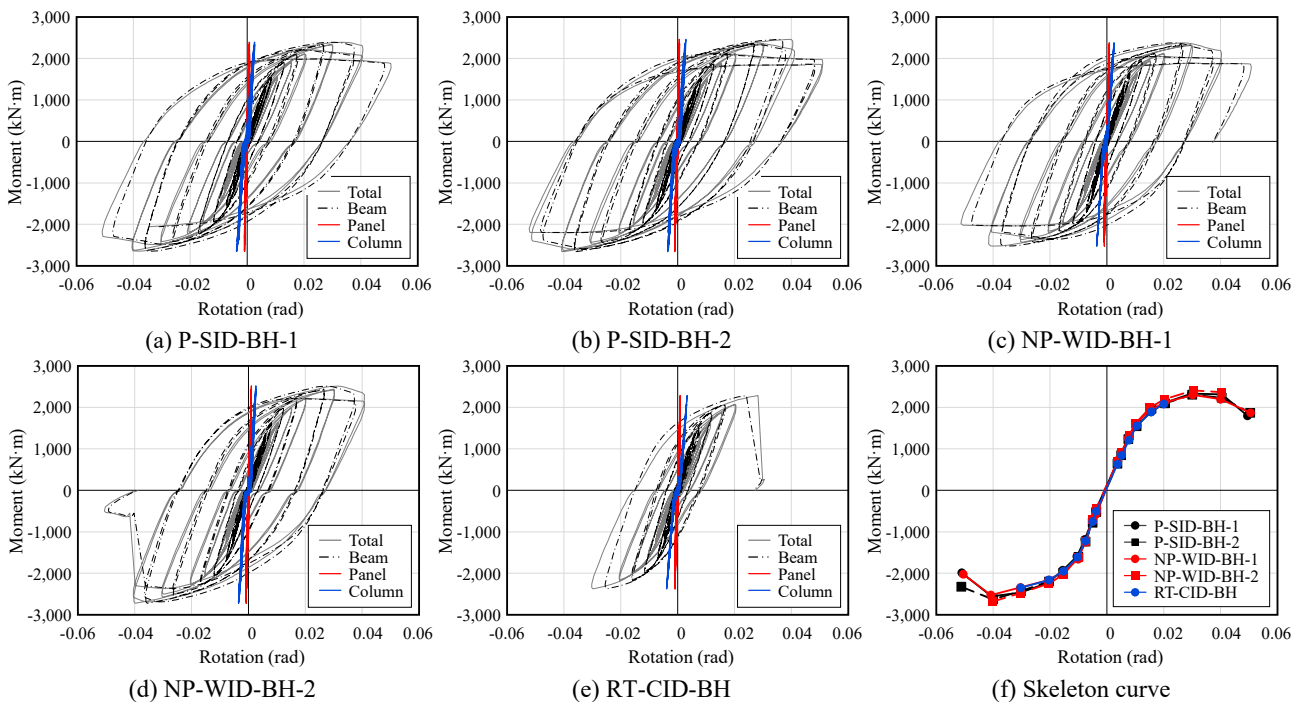 3,000
2,000
1,000
0
-1,000
-2,000
-3,000
Moment (kN·m)
Total
Beam
Panel
Column
-0.06 -0.04 -0.02 0 0.02 0.04 0.06
Rotation (rad)
(a) P-SID-BH-1
3,000
2,000
1,000
0
-1,000
-2,000
-3,000
Moment (kN·m)
Total
Beam
Panel
Column
-0.06 -0.04 -0.02 0 0.02 0.04 0.06
Rotation (rad)
(b) P-SID-BH-2
3,000
2,000
1,000
0
-1,000
-2,000
-3,000
Moment (kN·m)
Total
Beam
Panel
Column
-0.06 -0.04 -0.02 0 0.02 0.04 0.06
Rotation (rad)
(c) NP-WID-BH-1
3,000
2,000
1,000
0
-1,000
-2,000
-3,000
Moment (kN·m)
Total
Beam
Panel
Column
-0.06 -0.04 -0.02 0 0.02 0.04 0.06
Rotation (rad)
(d) NP-WID-BH-2
3,000
2,000
1,000
0
-1,000
-2,000
-3,000
Moment (kN·m)
Total
Beam
Panel
Column
-0.06 -0.04 -0.02 0 0.02 0.04 0.06
Rotation (rad)
(e) RT-CID-BH
3,000
2,000
1,000
0
-1,000
-2,000
-3,000
Moment (kN·m)
P-SID-BH-1
P-SID-BH-2
NP-WID-BH-1
NP-WID-BH-2
RT-CID-BH
-0.06 -0.04 -0.02 0 0.02 0.04 0.06
Rotation (rad)
(f) Skeleton curve